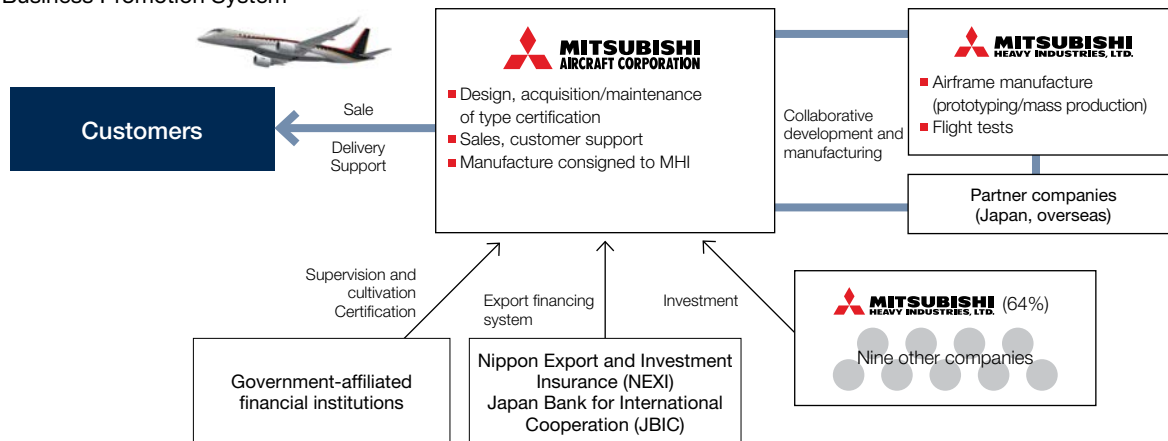 Business Promotion System
MITSUBISHI
AIRCRAFT CORPORATION
Design, acquisition/maintenance
of type certification
Sales, customer support
Manufacture consigned to MHI
Customers
Sale
Delivery
Support
Collaborative
development and
manufacturing
MITSUBISHI
HEAVY INDUSTRIES, LTD.
Airframe manufacture
(prototyping/mass production)
Flight tests
Partner companies
(Japan, overseas)
Supervision and
cultivation
Certification
Export financing
system
Investment
Government-affiliated
financial institutions
Nippon Export and Investment
Insurance (NEXI)
Japan Bank for International
Cooperation (JBIC)
MITSUBISHI
HEAVY INDUSTRIES, LTD. (64%)
Nine other companies